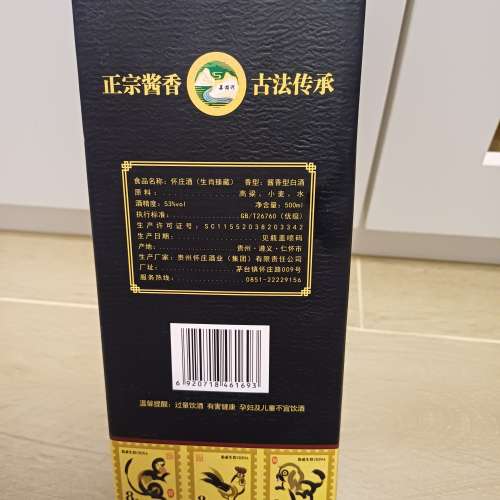 正宗酱香 古法传承
食品名称：怀庄酒（生肖臻藏） 香型：酱香型白酒
原料：高粱、小麦、水
酒精度：53%vol 净含量：500ml
执行标准：GB/T26760（优级）
生产许可证号：SC11552038203342
生产日期：见瓶盖喷码
产地：贵州·遵义·仁怀市
生产厂家：贵州怀庄酒业（集团）有限责任公司
厂址：茅台镇怀庄路009号
服务热线：0851-22229156
6920718461693
温馨提醒：过量饮酒 有害健康 孕妇及儿童不宜饮酒